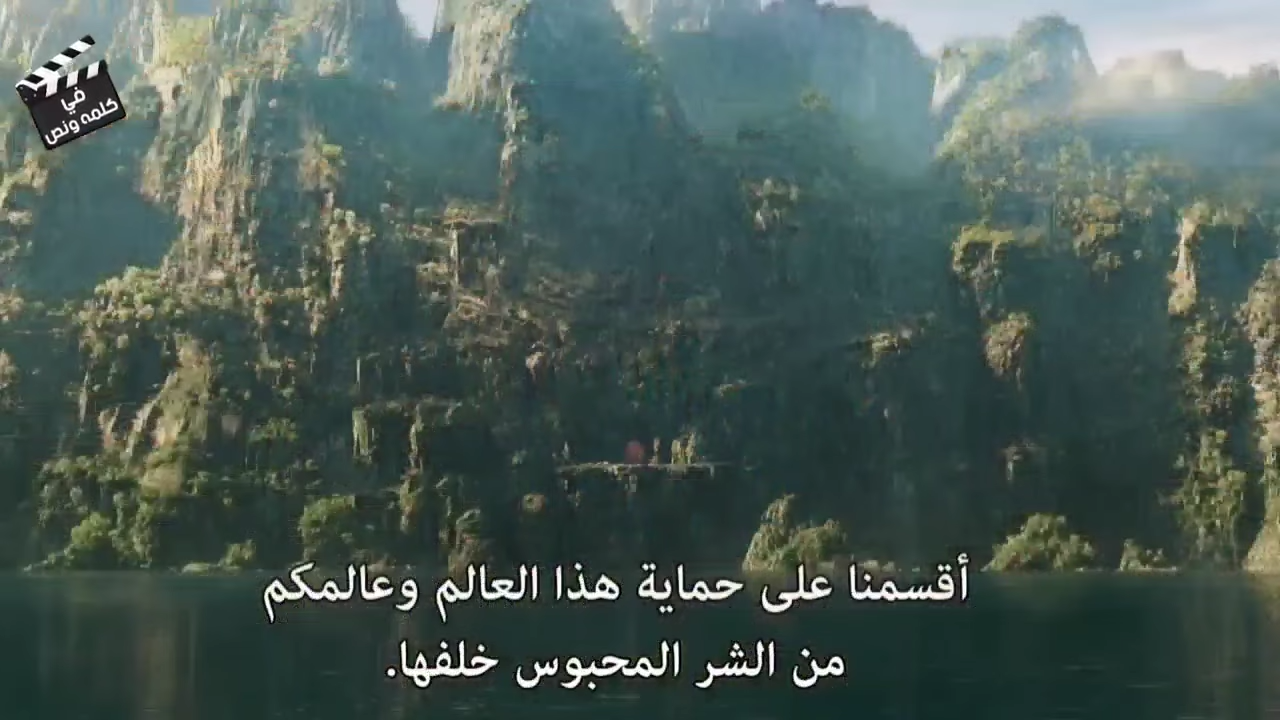 في
كلمه ونص
أقسمنا على حماية هذا العالم وعالمكم
من الشر المحبوس خلفها.